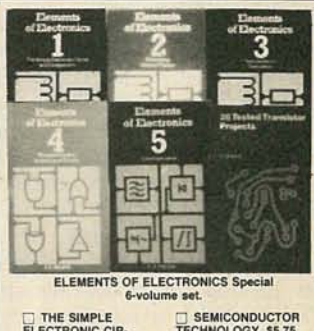 Elements
of Electronics
1
Elements
of Electronics
2
Elements
of Electronics
3
Elements
of Electronics
4
Elements
of Electronics
5
20 Tested Transistor
Projects
ELEMENTS OF ELECTRONICS Special
6-volume set.
☐ THE SIMPLE
ELECTRONIC CIR-
☐ SEMICONDUCTOR
TECHNOLOGY. $5.75.